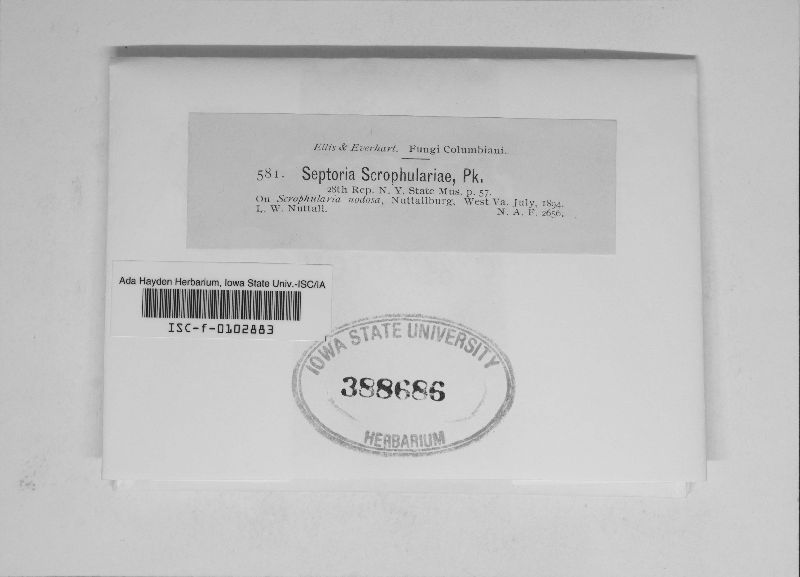 Ellis & Everhart. Fungi Columbiani.
581. Septoria Scrophulariae, Pk.
28th Rep. N. Y. State Mus. p. 57.
On Scrophularia nodosa, Nuttallburg, West Va. July, 1894.
L. W. Nuttall. N. A. F. 2656.
Ada Hayden Herbarium, Iowa State Univ.-ISC/IA
ISC-f-0102883
IOWA STATE UNIVERSITY
388686
HERBARIUM